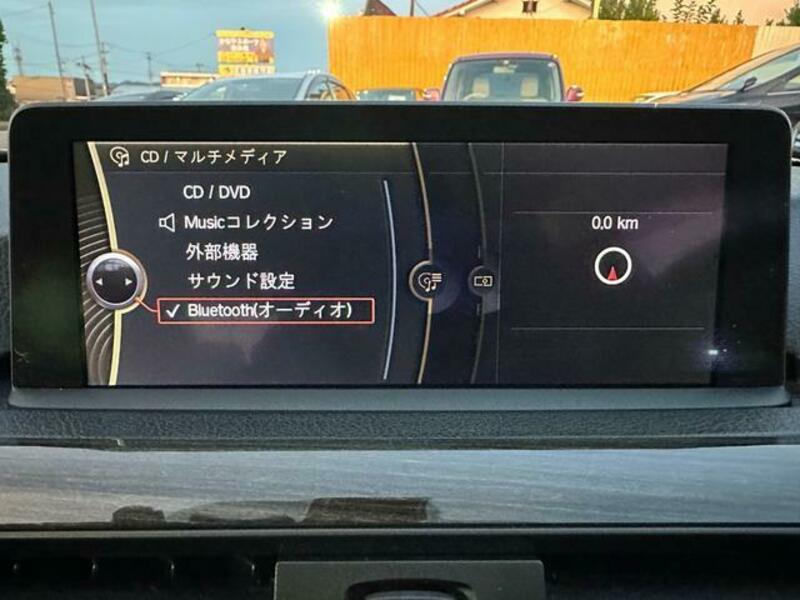 CD / マルチメディア
CD / DVD
Musicコレクション
外部機器
サウンド設定
Bluetooth(オーディオ)
0.0 km